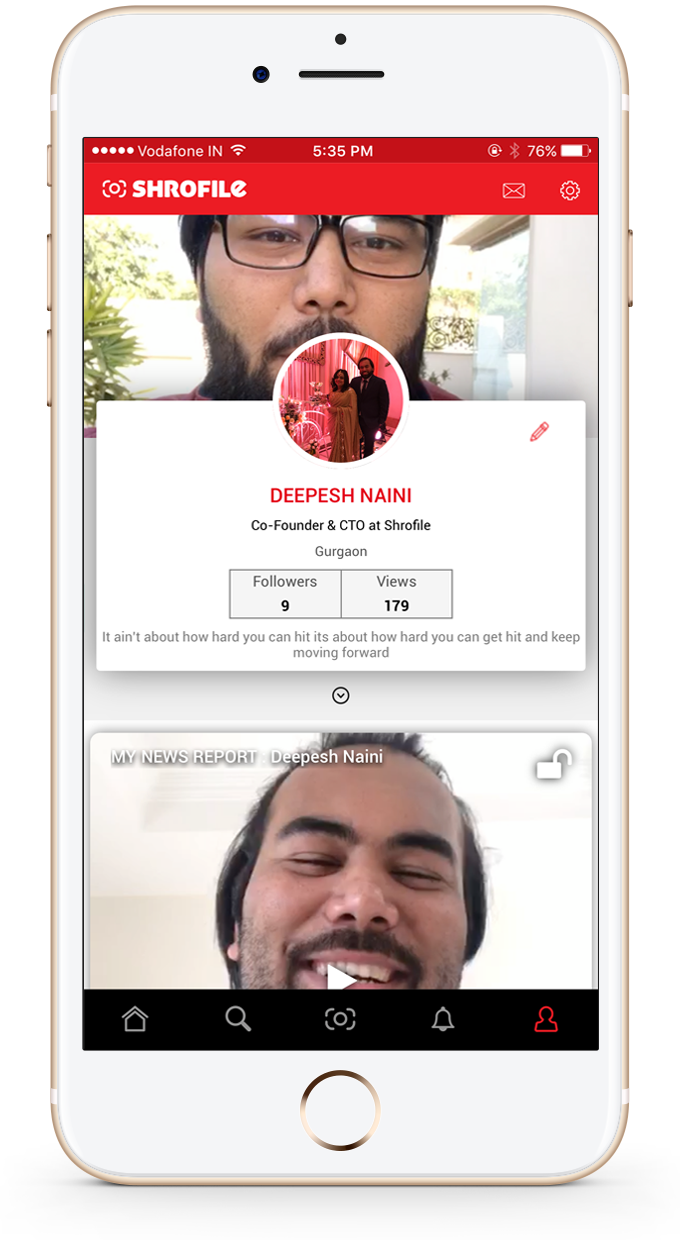 Vodafone IN 5:35 PM 76%
SHROFILE
DEEPESH NAINI
Co-Founder & CTO at Shrofile
Gurgaon
Followers Views
9 179
It ain't about how hard you can hit its about how hard you can get hit and keep
moving forward
MY NEWS REPORT : Deepesh Naini